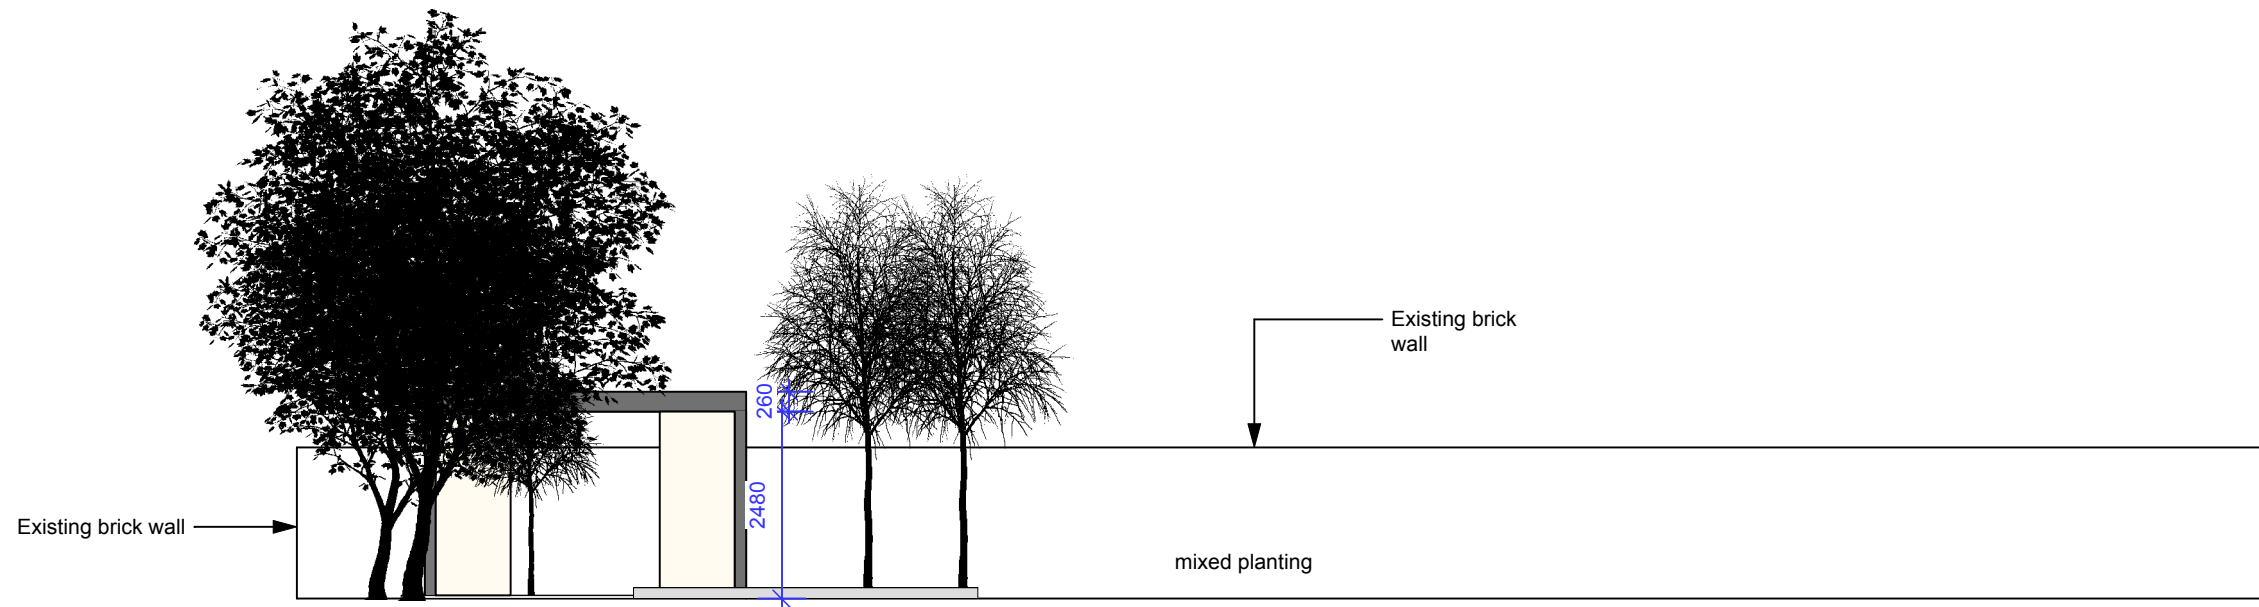 Existing brick
wall
260
2480
Existing brick wall
mixed planting